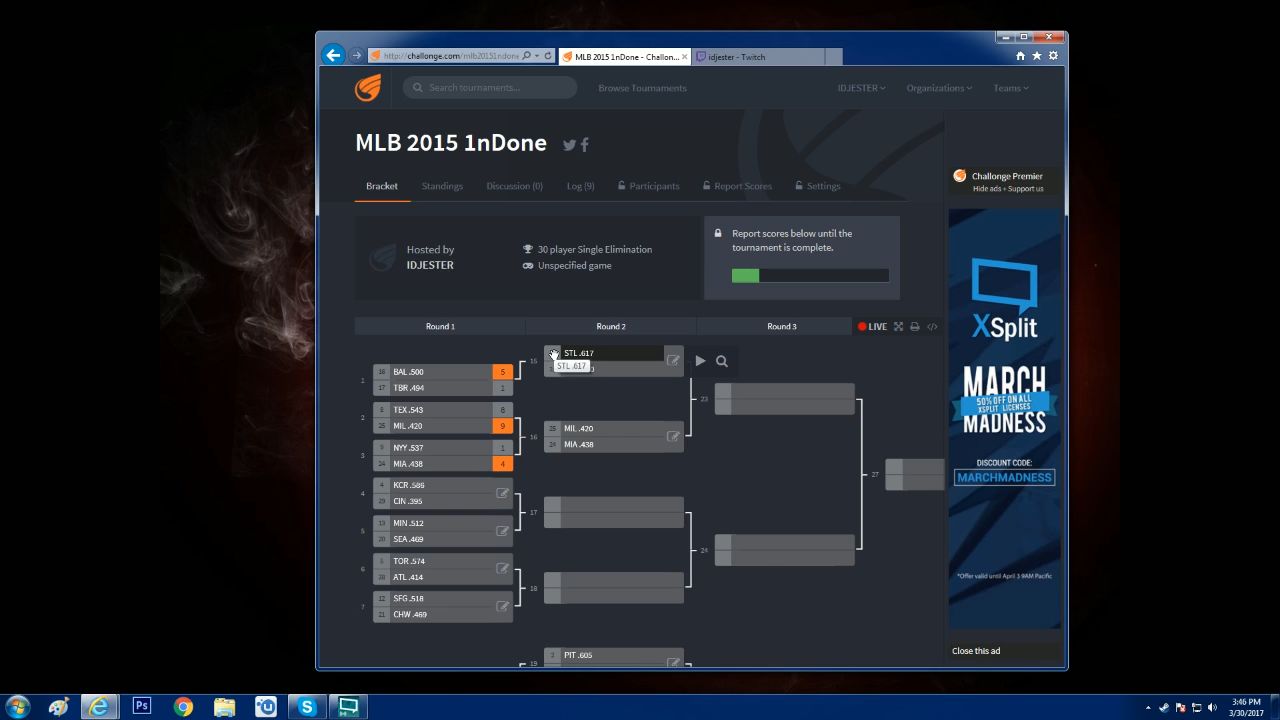 http://challonge.com/mlb20151ndone
MLB 2015 1nDone - Challon...
idjester - Twitch
Search tournaments...
Browse Tournaments
IDJESTER
Organizations
Teams
MLB 2015 1nDone
Bracket
Standings
Discussion (0)
Log (9)
Participants
Report Scores
Settings
Challonge Premier
Hide ads + Support us
Hosted by
IDJESTER
30 player Single Elimination
Unspecified game
Report scores below until the
tournament is complete.
Round 1
Round 2
Round 3
LIVE
</>
1
16 BAL .500 5
17 TBR .494 1
2
8 TEX .543 8
25 MIL .420 9
3
9 NYY .537 1
24 MIA .438 4
4
4 KCR .586
29 CIN .395
5
13 MIN .512
20 SEA .469
6
5 TOR .574
28 ATL .414
7
12 SFG .518
21 CHW .469
15
STL .617
STL .617
16
25 MIL .420
24 MIA .438
17
18
19
2 PIT .605
23
24
27
XSplit
MARCH
50% OFF ON ALL
XSPLIT LICENSES
MADNESS
DISCOUNT CODE:
MARCHMADNESS
*Offer valid until April 3 9AM Pacific
Close this ad
Ps
3:46 PM
3/30/2017